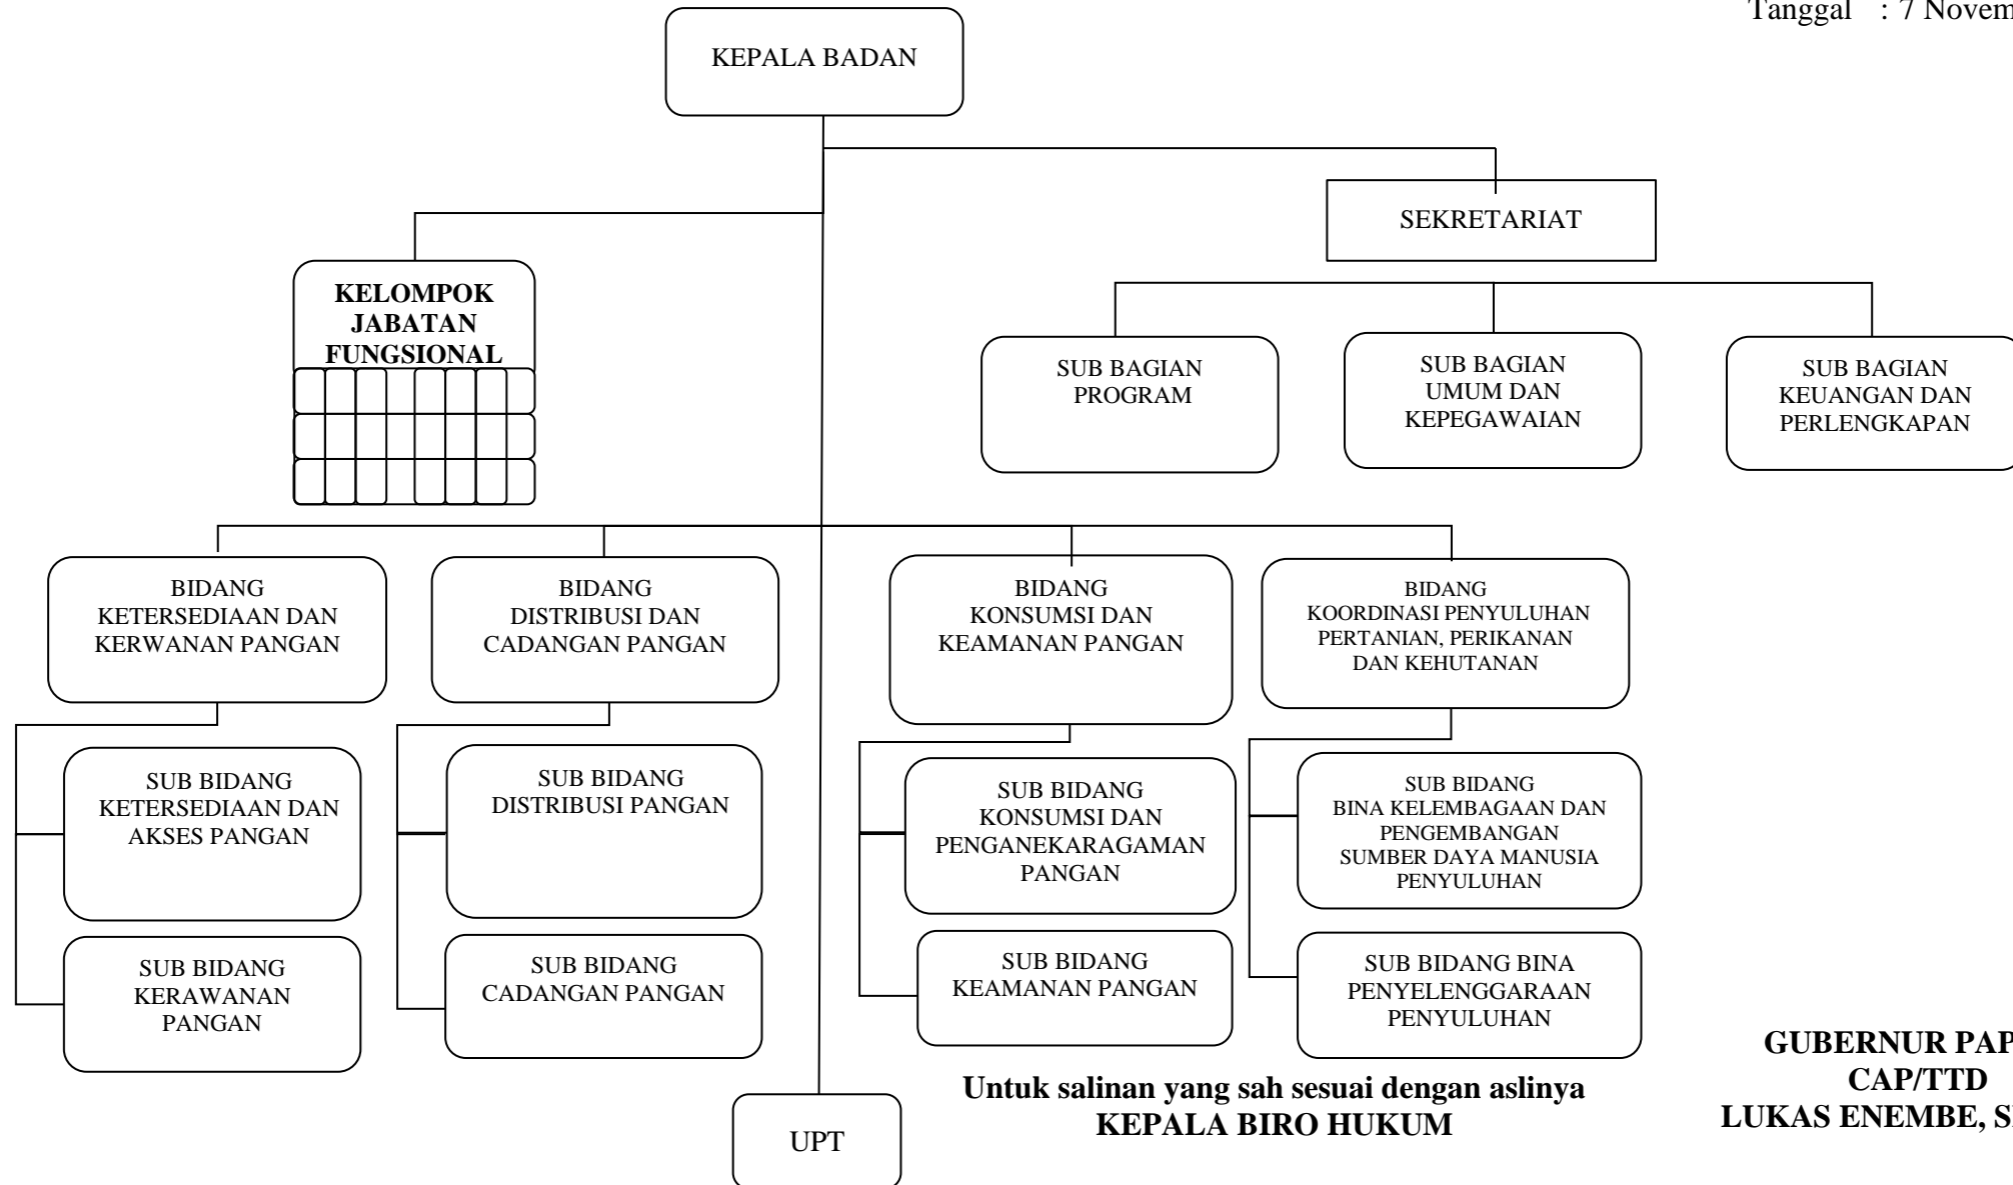 Tanggal : 7 Novem
KEPALA BADAN
SEKRETARIAT
KELOMPOK
JABATAN
FUNGSIONAL
SUB BAGIAN
PROGRAM
SUB BAGIAN
UMUM DAN
KEPEGAWAIAN
SUB BAGIAN
KEUANGAN DAN
PERLENGKAPAN
BIDANG
KETERSEDIAAN DAN
KERWANAN PANGAN
BIDANG
DISTRIBUSI DAN
CADANGAN PANGAN
BIDANG
KONSUMSI DAN
KEAMANAN PANGAN
BIDANG
KOORDINASI PENYULUHAN
PERTANIAN, PERIKANAN
DAN KEHUTANAN
SUB BIDANG
KETERSEDIAAN DAN
AKSES PANGAN
SUB BIDANG
DISTRIBUSI PANGAN
SUB BIDANG
KONSUMSI DAN
PENGANEKARAGAMAN
PANGAN
SUB BIDANG
BINA KELEMBAGAAN DAN
PENGEMBANGAN
SUMBER DAYA MANUSIA
PENYULUHAN
SUB BIDANG
KERAWANAN
PANGAN
SUB BIDANG
CADANGAN PANGAN
SUB BIDANG
KEAMANAN PANGAN
SUB BIDANG BINA
PENYELENGGARAAN
PENYULUHAN
UPT
Untuk salinan yang sah sesuai dengan aslinya
KEPALA BIRO HUKUM
GUBERNUR PAP
CAP/TTD
LUKAS ENEMBE, S